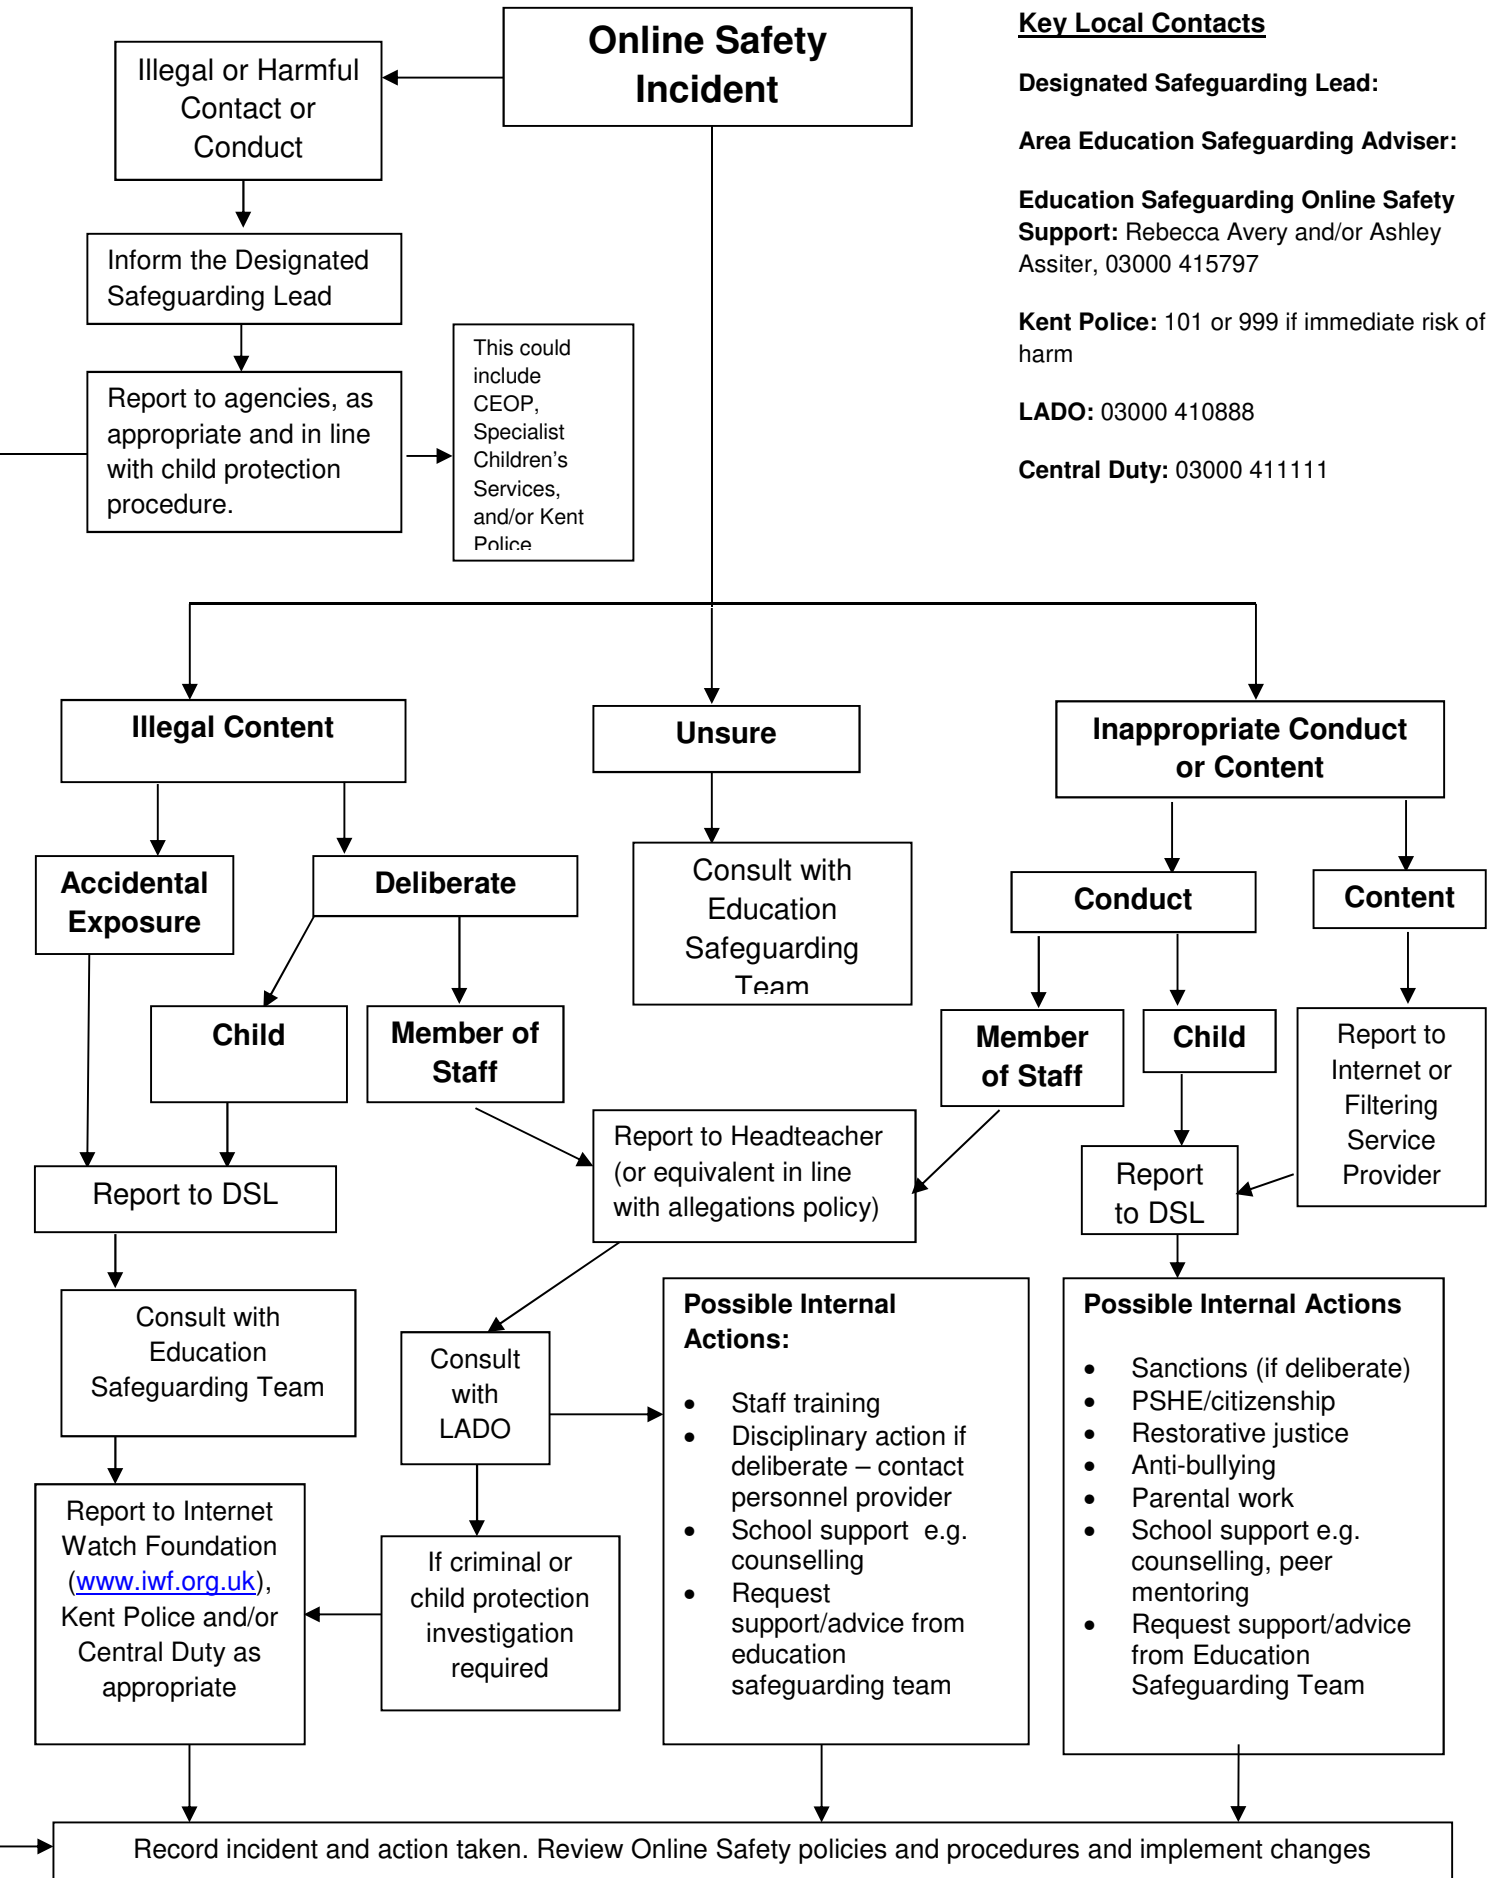 Online Safety
Incident
Key Local Contacts
Designated Safeguarding Lead:
Area Education Safeguarding Adviser:
Education Safeguarding Online Safety
Support: Rebecca Avery and/or Ashley
Assiter, 03000 415797
Kent Police: 101 or 999 if immediate risk of
harm
LADO: 03000 410888
Central Duty: 03000 411111
Illegal or Harmful
Contact or
Conduct
Inform the Designated
Safeguarding Lead
Report to agencies, as
appropriate and in line
with child protection
procedure.
This could
include
CEOP,
Specialist
Children's
Services,
and/or Kent
Police
Illegal Content
Unsure
Inappropriate Conduct
or Content
Accidental
Exposure
Deliberate
Consult with
Education
Safeguarding
Team
Conduct
Content
Child
Member of
Staff
Member
of Staff
Child
Report to
Internet or
Filtering
Service
Provider
Report to DSL
Report to Headteacher
(or equivalent in line
with allegations policy)
Report
to DSL
Consult with
Education
Safeguarding Team
Consult
with
LADO
Possible Internal
Actions:
• Staff training
• Disciplinary action if
deliberate – contact
personnel provider
• School support e.g.
counselling
• Request
support/advice from
education
safeguarding team
Possible Internal Actions
• Sanctions (if deliberate)
• PSHE/citizenship
• Restorative justice
• Anti-bullying
• Parental work
• School support e.g.
counselling, peer
mentoring
• Request support/advice
from Education
Safeguarding Team
Report to Internet
Watch Foundation
(www.iwf.org.uk),
Kent Police and/or
Central Duty as
appropriate
If criminal or
child protection
investigation
required
Record incident and action taken. Review Online Safety policies and procedures and implement changes